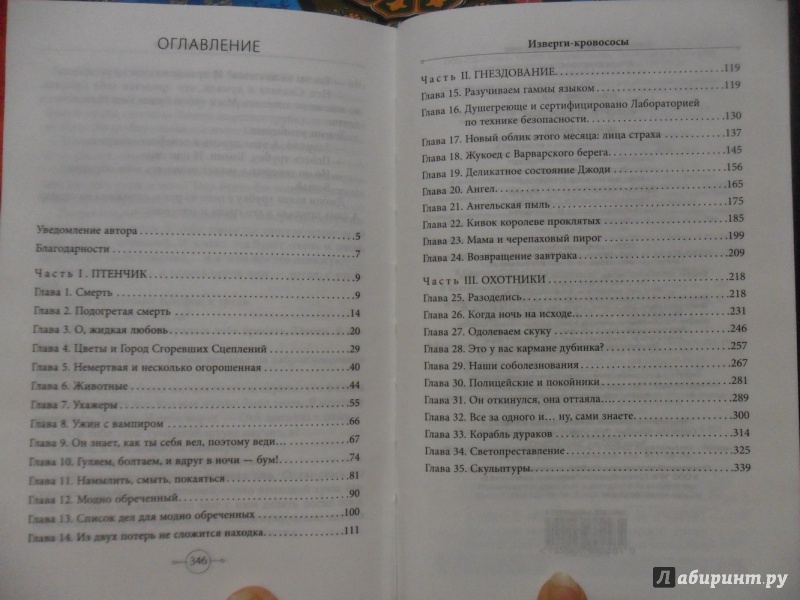 ОГЛАВЛЕНИЕ
Уведомление автора 5
Благодарности 7
Часть I. ПТЕНЧИК 9
Глава 1. Смерть 9
Глава 2. Подогретая смерть 14
Глава 3. О, жидкая любовь 20
Глава 4. Цветы и Город Сгоревших Сцеплений 29
Глава 5. Немертвая и несколько огорошенная 40
Глава 6. Животные 44
Глава 7. Ухажеры 55
Глава 8. Ужин с вампиром 66
Глава 9. Он знает, как ты себя вел, поэтому веди… 67
Глава 10. Гуляем, болтаем, и вдруг в ночи — бум! 74
Глава 11. Намылить, смыть, покаяться 81
Глава 12. Модно обреченный 90
Глава 13. Список дел для модно обреченных 100
Глава 14. Из двух потерь не сложится находка 111
346
Изверги-кровососы
Часть II. ГНЕЗДОВАНИЕ 119
Глава 15. Разучиваем гаммы языком 119
Глава 16. Душегреюще и сертифицировано Лабораторией
по технике безопасности 130
Глава 17. Новый облик этого месяца: лица страха 137
Глава 18. Жукоед с Варварского берега 145
Глава 19. Деликатное состояние Джоди 156
Глава 20. Ангел 165
Глава 21. Ангельская пыль 175
Глава 22. Кивок королеве проклятых 185
Глава 23. Мама и черепаховый пирог 199
Глава 24. Возвращение завтрака 209
Часть III. ОХОТНИКИ 218
Глава 25. Разоделись 218
Глава 26. Когда ночь на исходе… 231
Глава 27. Одолеваем скуку 246
Глава 28. Это у вас кармане дубинка? 257
Глава 29. Наши соболезнования 267
Глава 30. Полицейские и покойники 281
Глава 31. Он откинулся, она оттаяла 289
Глава 32. Все за одного и… ну, сами знаете 300
Глава 33. Корабль дураков 314
Глава 34. Светопреставление 325
Глава 35. Скульптуры 339
Лабиринт.ру